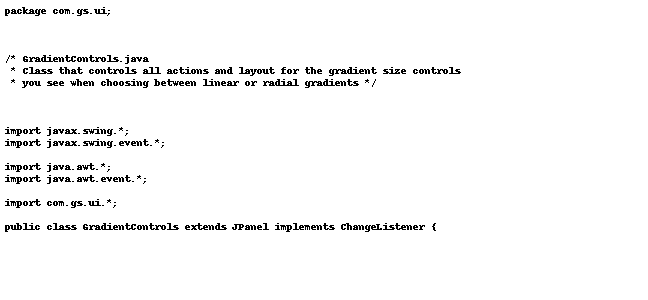 package com.gs.ui;
/* GradientControls.java
* Class that controls all actions and layout for the gradient size controls
* you see when choosing between linear or radial gradients */
import javax.swing.*;
import javax.swing.event.*;
import java.awt.*;
import java.awt.event.*;
import com.gs.ui.*;
public class GradientControls extends JPanel implements ChangeListener {